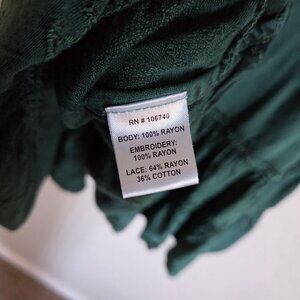 RN # 106740
BODY: 100% RAYON
EMBROIDERY:
100% RAYON
LACE: 64% RAYON
36% COTTON